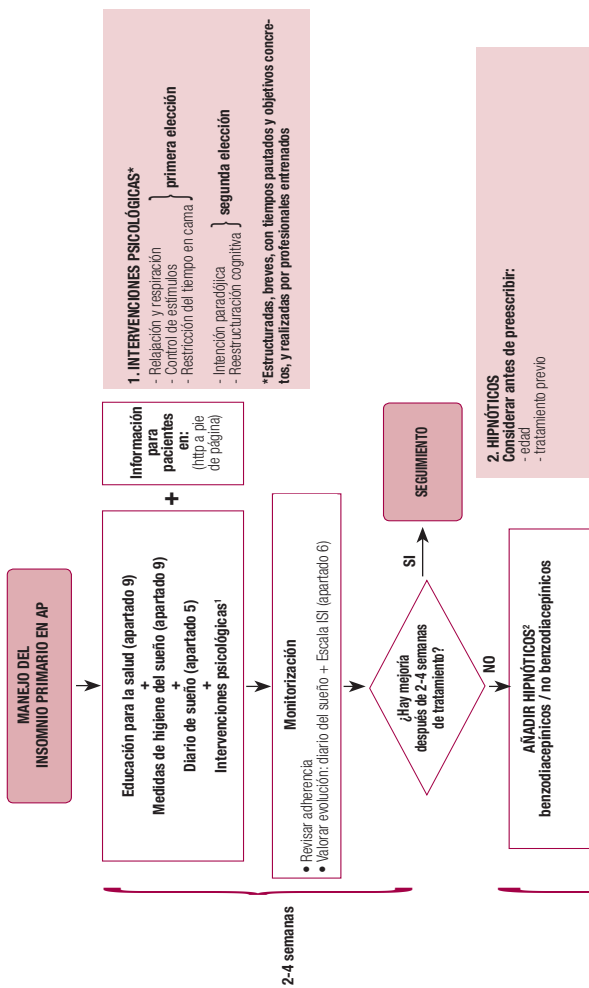 MANEJO DEL
INSOMNIO PRIMARIO EN AP
Educación para la salud (apartado 9)
+
Medidas de higiene del sueño (apartado 9)
+
Diario de sueño (apartado 5)
+
Intervenciones psicológicas¹
+
Información
para
pacientes
en:
(http a pie
de página)
1. INTERVENCIONES PSICOLÓGICAS*
- Relajación y respiración
- Control de estímulos
- Restricción del tiempo en cama
primera elección
- Intención paradójica
- Reestructuración cognitiva
segunda elección
*Estructuradas, breves, con tiempos pautados y objetivos concre-
tos, y realizadas por profesionales entrenados
2-4 semanas
Monitorización
• Revisar adherencia
• Valorar evolución: diario del sueño + Escala ISI (apartado 6)
¿Hay mejoría
después de 2-4 semanas
de tratamiento?
SI
SEGUIMIENTO
NO
AÑADIR HIPNÓTICOS²
benzodiacepínicos / no benzodiacepínicos
2. HIPNÓTICOS
Considerar antes de preescribir:
- edad
- tratamiento previo